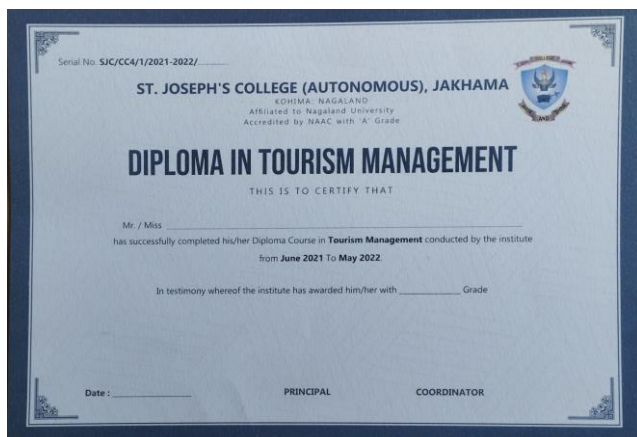 Serial No. SJC/CC4/1/2021-2022/..............
ST. JOSEPH'S COLLEGE (AUTONOMOUS), JAKHAMA
KOHIMA: NAGALAND
Affiliated to Nagaland University
Accredited by NAAC with 'A' Grade
DIPLOMA IN TOURISM MANAGEMENT
THIS IS TO CERTIFY THAT
Mr. / Miss ____________________
has successfully completed his/her Diploma Course in Tourism Management conducted by the institute
from June 2021 To May 2022.
In testimony whereof the institute has awarded him/her with ______________ Grade
Date : __________________ PRINCIPAL COORDINATOR